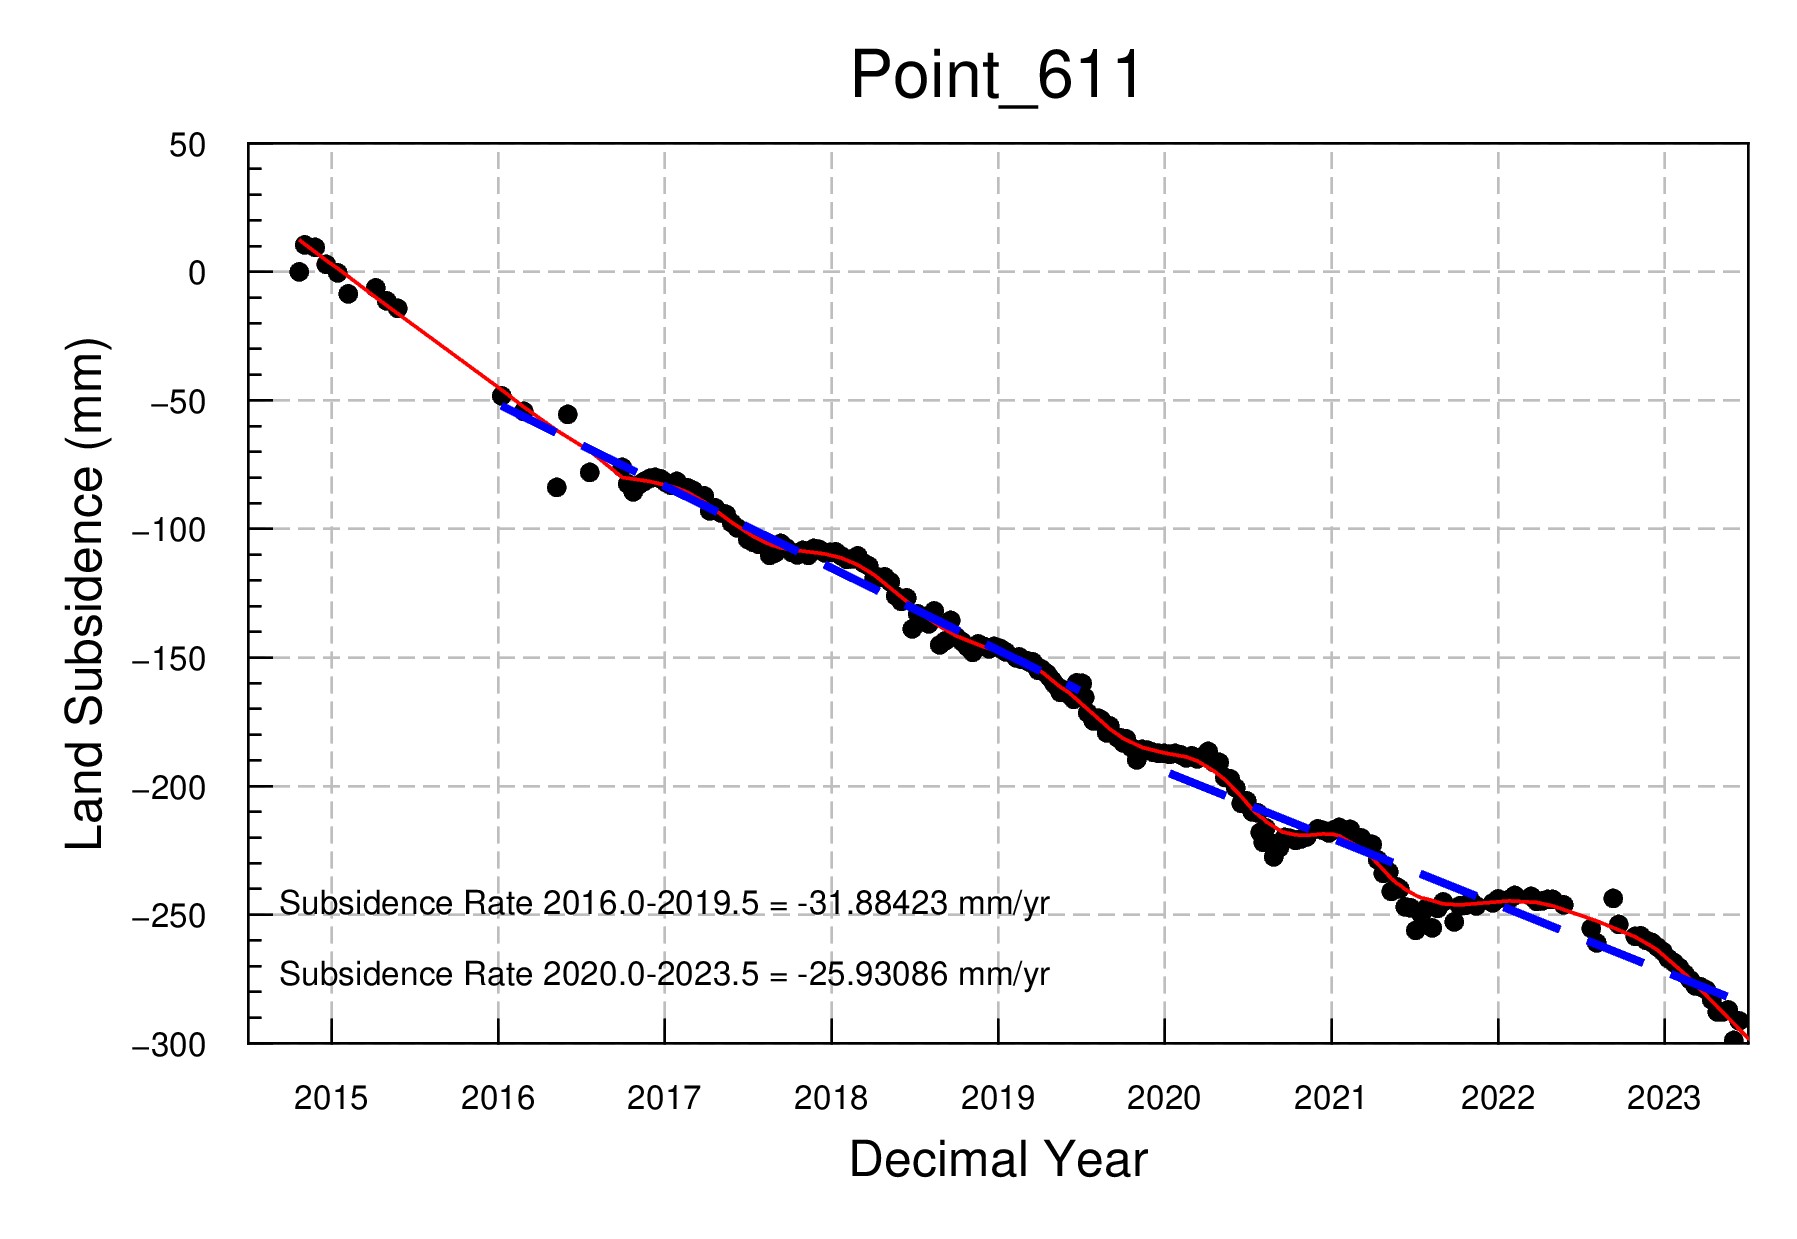 Point_611
50
0
−50
−100
−150
−200
−250
−300
Land Subsidence (mm)
Subsidence Rate 2016.0-2019.5 = -31.88423 mm/yr
Subsidence Rate 2020.0-2023.5 = -25.93086 mm/yr
2015 2016 2017 2018 2019 2020 2021 2022 2023
Decimal Year